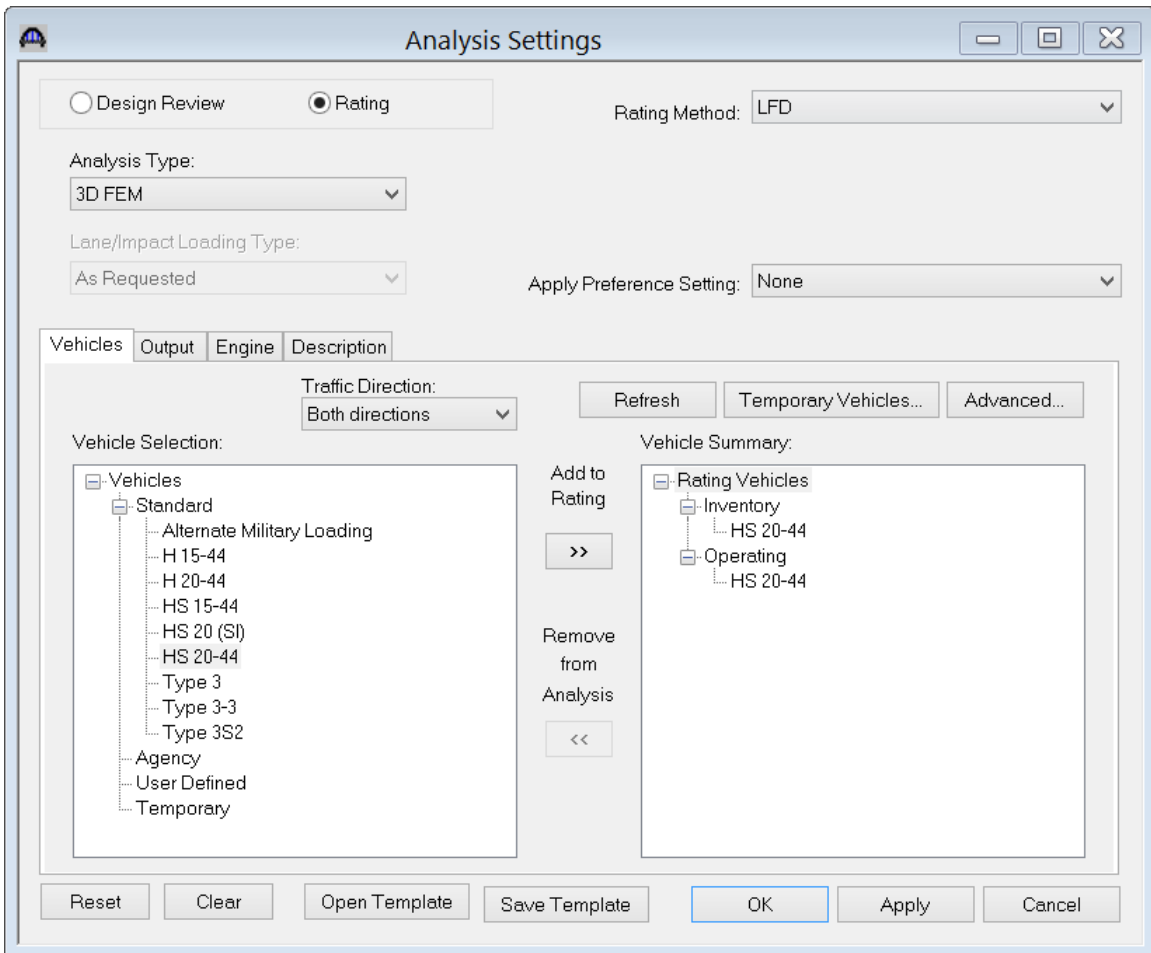 Analysis Settings
Design Review Rating
Rating Method: LFD
Analysis Type:
3D FEM
Lane/Impact Loading Type:
As Requested
Apply Preference Setting: None
Vehicles Output Engine Description
Traffic Direction:
Both directions
Refresh Temporary Vehicles... Advanced...
Vehicle Selection:
Vehicles
Standard
Alternate Military Loading
H 15-44
H 20-44
HS 15-44
HS 20 (SI)
HS 20-44
Type 3
Type 3-3
Type 3S2
Agency
User Defined
Temporary
Add to
Rating
>>
Remove
from
Analysis
<<
Vehicle Summary:
Rating Vehicles
Inventory
HS 20-44
Operating
HS 20-44
Reset Clear Open Template Save Template OK Apply Cancel